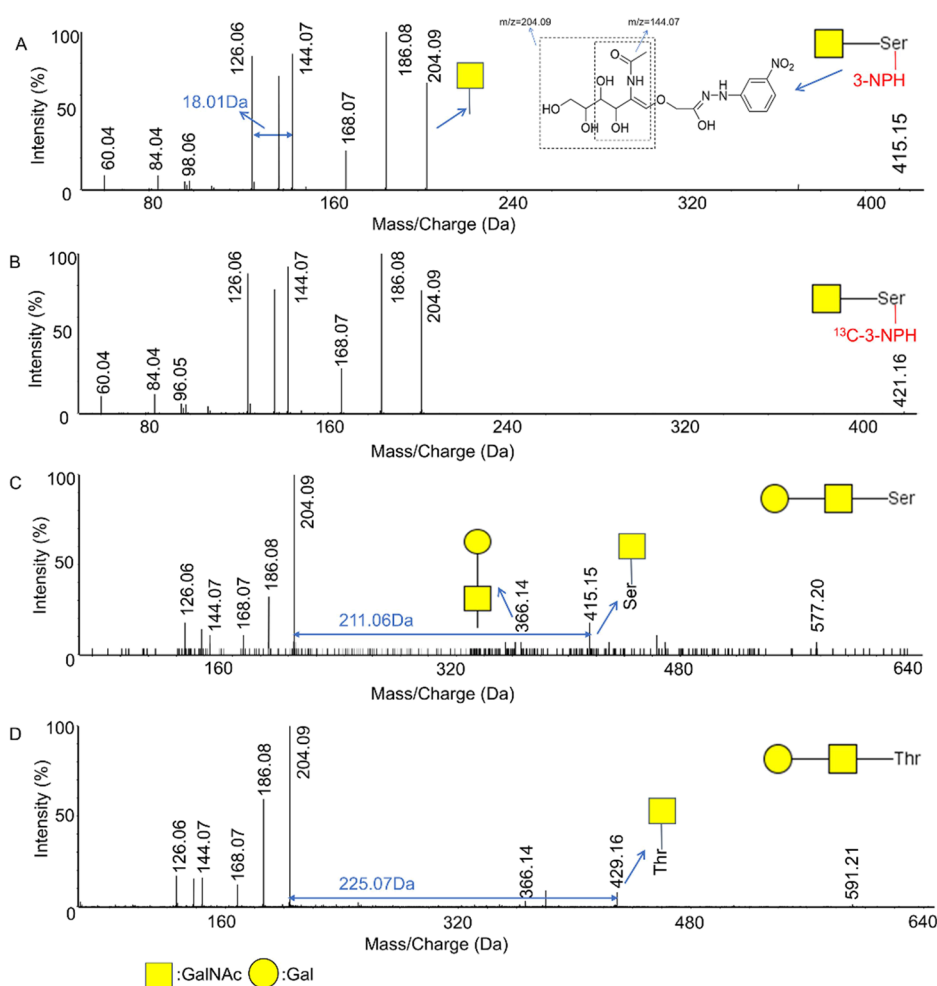 A
100
50
0
Intensity (%)
60.04
84.04
98.06
126.06
18.01Da
144.07
168.07
186.08
204.09
m/z=204.09
m/z=144.07
O
NH
OH OH
HO
OH OH
O
OH
N
H
N
NO2
Ser
3-NPH
415.15
80
160
240
320
400
Mass/Charge (Da)
B
100
50
0
Intensity (%)
60.04
84.04
96.05
126.06
144.07
168.07
186.08
204.09
Ser
13C-3-NPH
421.16
80
160
240
320
400
Mass/Charge (Da)
C
100
50
0
Intensity (%)
126.06
144.07
168.07
186.08
204.09
211.06Da
366.14
415.15
Ser
577.20
Ser
160
320
480
640
Mass/Charge (Da)
D
100
50
0
Intensity (%)
126.06
144.07
168.07
186.08
204.09
225.07Da
366.14
429.16
Thr
591.21
Thr
160
320
480
640
Mass/Charge (Da)
:GalNAc :Gal